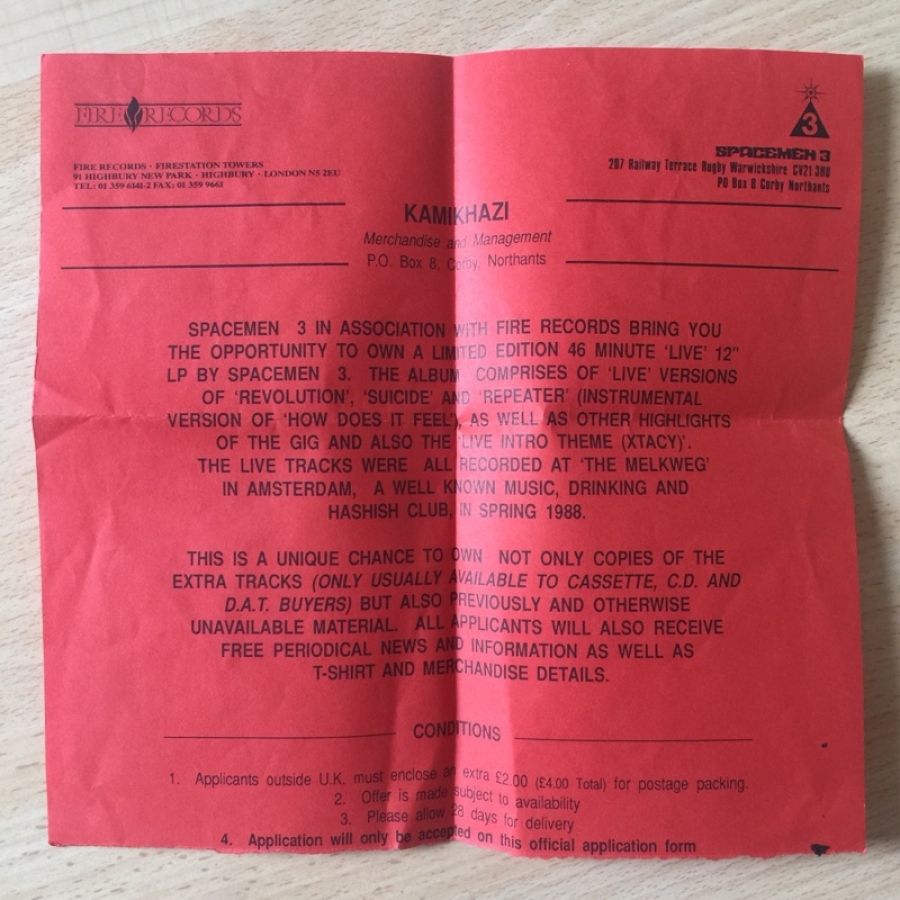 FIRE RECORDS
FIRE RECORDS · FIRESTATION TOWERS
91 HIGHBURY NEW PARK · HIGHBURY · LONDON N5 2EU
TEL: 01 359 6141-2 FAX: 01 359 9661
3
SPACEMEN 3
207 Railway Terrace Rugby Warwickshire CV21 3HU
PO Box 8 Corby Northants
KAMIKHAZI
Merchandise and Management
P.O. Box 8, Corby, Northants
SPACEMEN 3 IN ASSOCIATION WITH FIRE RECORDS BRING YOU
THE OPPORTUNITY TO OWN A LIMITED EDITION 46 MINUTE 'LIVE' 12"
LP BY SPACEMEN 3. THE ALBUM COMPRISES OF 'LIVE' VERSIONS
OF 'REVOLUTION', 'SUICIDE' AND 'REPEATER' (INSTRUMENTAL
VERSION OF 'HOW DOES IT FEEL'), AS WELL AS OTHER HIGHLIGHTS
OF THE GIG AND ALSO THE 'LIVE INTRO THEME (XTACY)'.
THE LIVE TRACKS WERE ALL RECORDED AT 'THE MELKWEG'
IN AMSTERDAM, A WELL KNOWN MUSIC, DRINKING AND
HASHISH CLUB, IN SPRING 1988.
THIS IS A UNIQUE CHANCE TO OWN NOT ONLY COPIES OF THE
EXTRA TRACKS (ONLY USUALLY AVAILABLE TO CASSETTE, C.D. AND
D.A.T. BUYERS) BUT ALSO PREVIOUSLY AND OTHERWISE
UNAVAILABLE MATERIAL. ALL APPLICANTS WILL ALSO RECEIVE
FREE PERIODICAL NEWS AND INFORMATION AS WELL AS
T-SHIRT AND MERCHANDISE DETAILS.
CONDITIONS
1. Applicants outside U.K. must enclose an extra £2.00 (£4.00 Total) for postage packing.
2. Offer is made subject to availability
3. Please allow 28 days for delivery
4. Application will only be accepted on this official application form